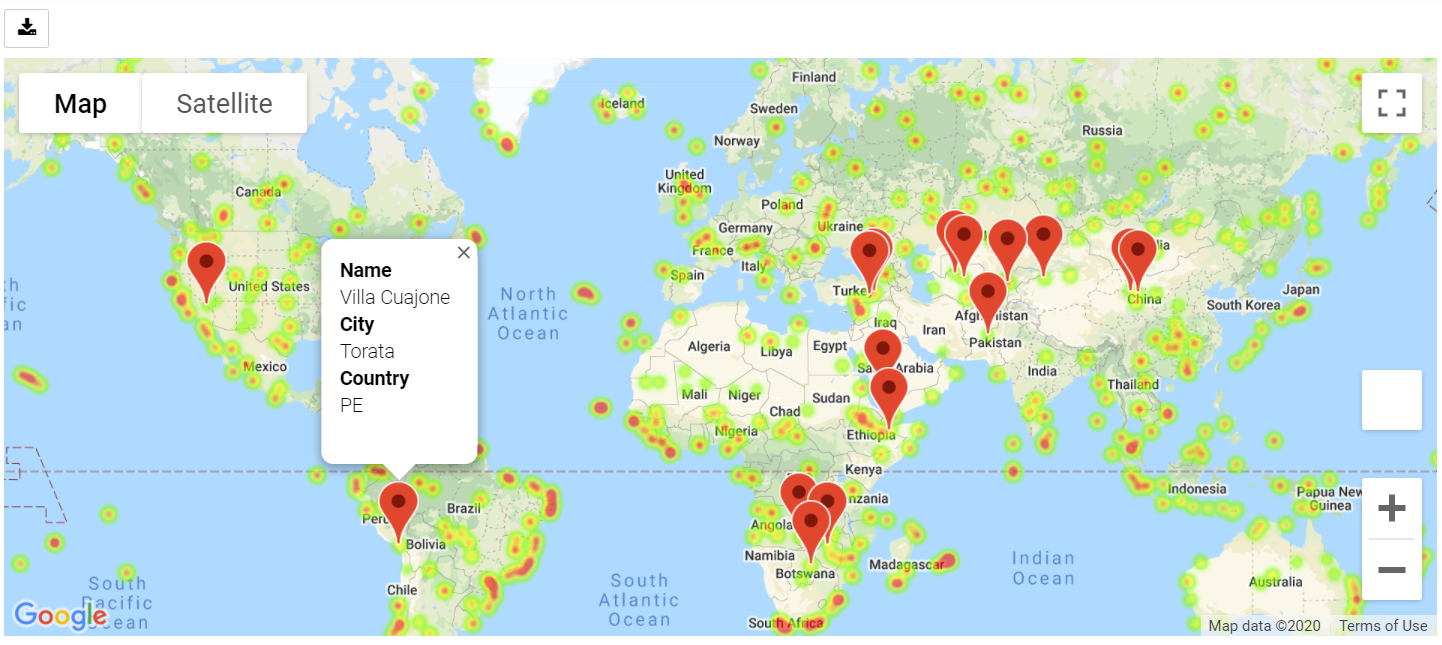 Map
Satellite
Finland
Iceland
Sweden
Russia
Norway
United
Kingdom
Canada
Poland
Ukraine
Germany
France
Italy
Spain
Name
Villa Cuajone
City
Torata
Country
PE
United States
North
Atlantic
Ocean
Turke
China
Japan
South Korea
Afghanistan
Iraq
Iran
Pakistan
Algeria
Libya
Egypt
Mexico
Arabia
India
Thailand
Mali
Niger
Sudan
Chad
Nigeria
Ethiopia
Kenya
Indonesia
Papua New
Guinea
Brazil
Peru
nzania
Angola
Bolivia
Namibia
Botswana
Madagascar
Indian
Ocean
South
Pacific
Ocean
South
Atlantic
Ocean
Chile
Australia
South Africa
Google
Map data ©2020
Terms of Use